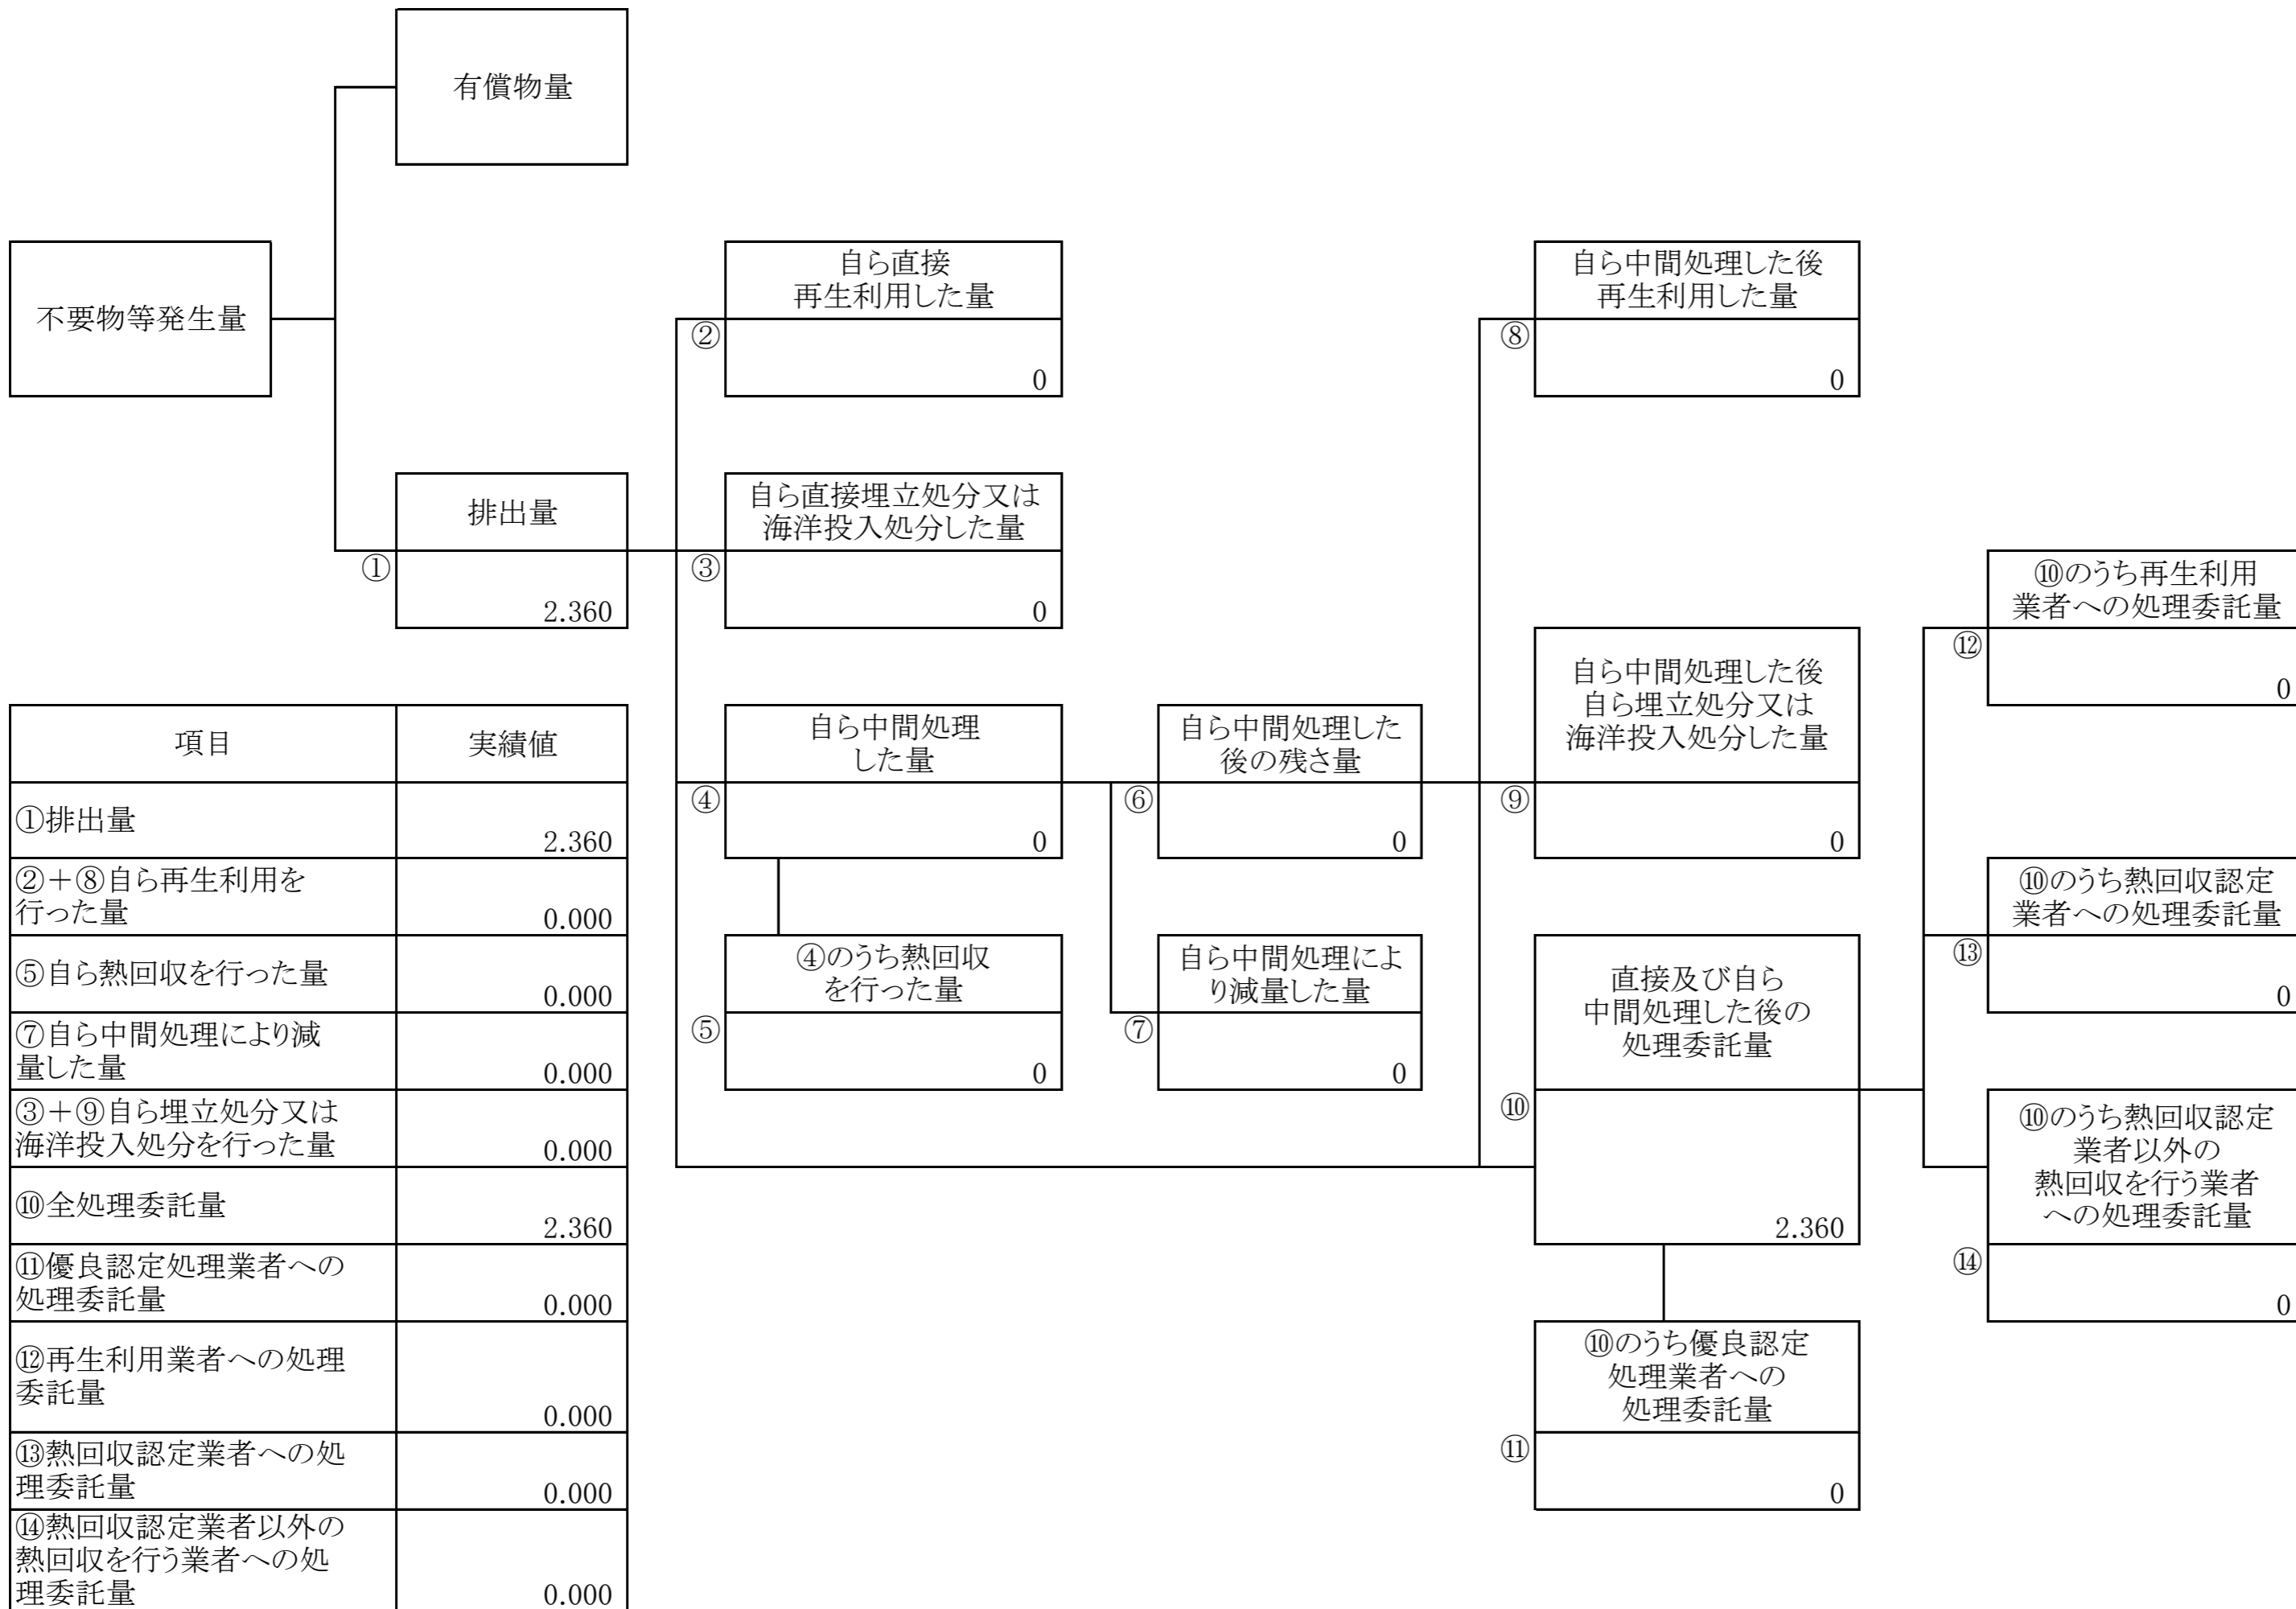 有償物量
不要物等発生量
自ら直接
再生利用した量
②
0
自ら中間処理した後
再生利用した量
⑧
0
排出量
①
2.360
自ら直接埋立処分又は
海洋投入処分した量
③
0
⑩のうち再生利用
業者への処理委託量
⑫
0
自ら中間処理した後
自ら埋立処分又は
海洋投入処分した量
⑨
0
自ら中間処理
した量
④
0
自ら中間処理した
後の残さ量
⑥
0
④のうち熱回収
を行った量
⑤
0
自ら中間処理によ
り減量した量
⑦
0
直接及び自ら
中間処理した後の
処理委託量
⑩
2.360
⑩のうち熱回収認定
業者への処理委託量
⑬
0
⑩のうち熱回収認定
業者以外の
熱回収を行う業者
への処理委託量
⑭
0
⑩のうち優良認定
処理業者への
処理委託量
⑪
0
項目 実績値
①排出量
2.360
②+⑧自ら再生利用を
行った量
0.000
⑤自ら熱回収を行った量
0.000
⑦自ら中間処理により減
量した量
0.000
③+⑨自ら埋立処分又は
海洋投入処分を行った量
0.000
⑩全処理委託量
2.360
⑪優良認定処理業者への
処理委託量
0.000
⑫再生利用業者への処理
委託量
0.000
⑬熱回収認定業者への処
理委託量
0.000
⑭熱回収認定業者以外の
熱回収を行う業者への処
理委託量
0.000